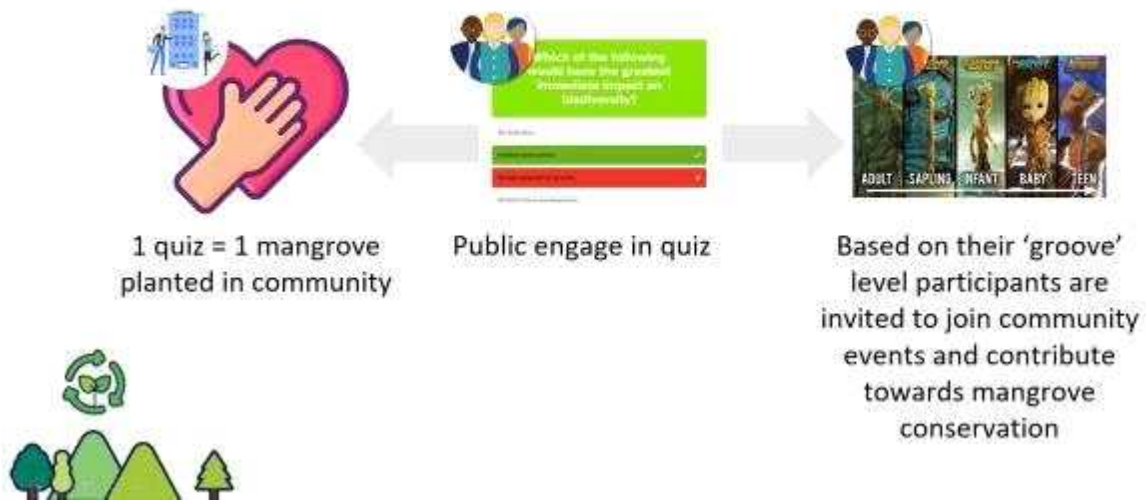 Which of the following
would have the greatest
immediate impact on
biodiversity?
ADULT SAPLING INFANT BABY TEEN
1 quiz = 1 mangrove
planted in community
Public engage in quiz
Based on their ‘groove’
level participants are
invited to join community
events and contribute
towards mangrove
conservation